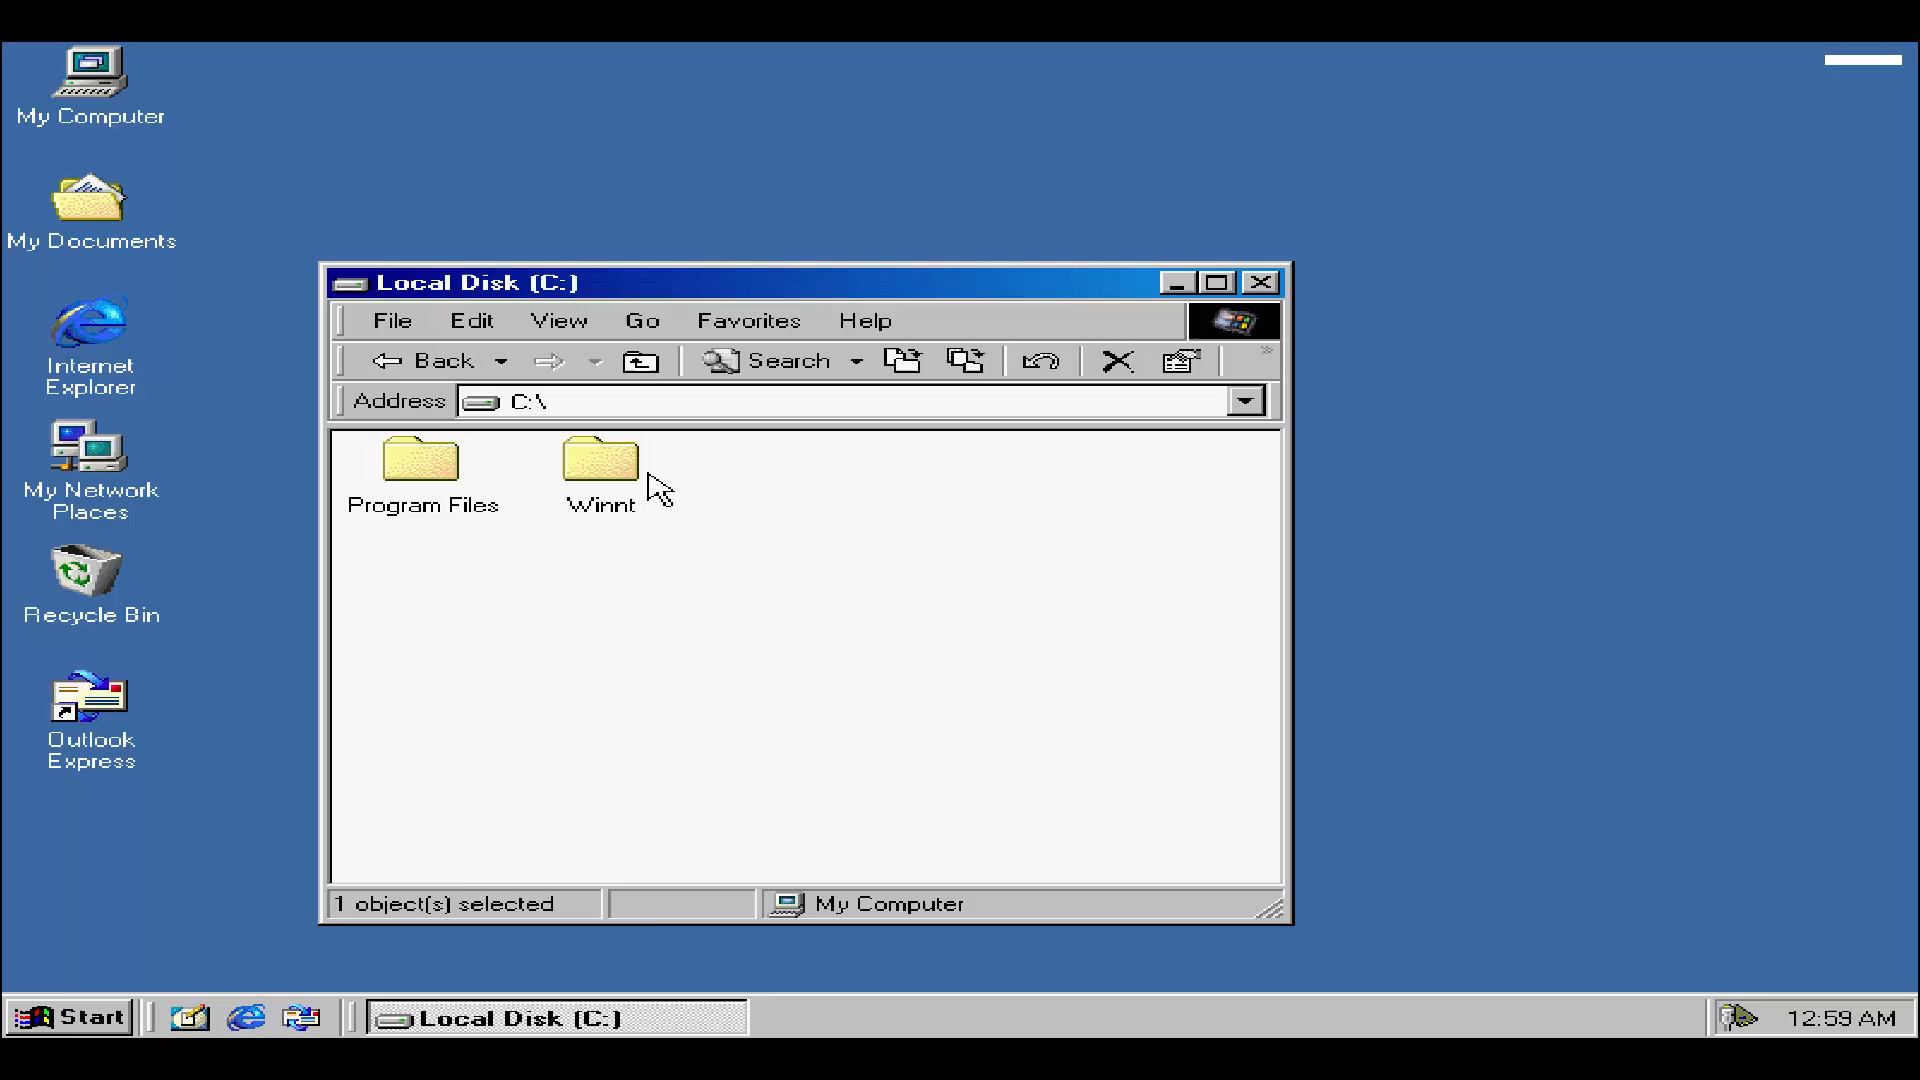 My Computer
My Documents
Internet
Explorer
My Network
Places
Recycle Bin
Outlook
Express
Local Disk (C:)
File Edit View Go Favorites Help
Back Search
Address C:\
Program Files Winnt
1 object(s) selected My Computer
Start Local Disk (C:) 12:59 AM